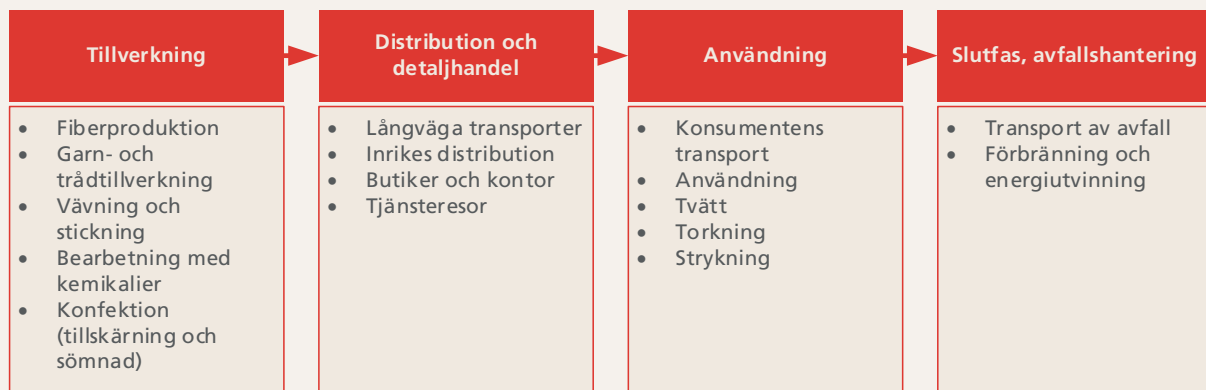 Tillverkning
• Fiberproduktion
• Garn- och
trådtillverkning
• Vävning och
stickning
• Bearbetning med
kemikalier
• Konfektion
(tillskärning och
sömnad)
Distribution och
detaljhandel
• Långväga transporter
• Inrikes distribution
• Butiker och kontor
• Tjänsteresor
Användning
• Konsumentens
transport
• Användning
• Tvätt
• Torkning
• Strykning
Slutfas, avfallshantering
• Transport av avfall
• Förbränning och
energiutvinning